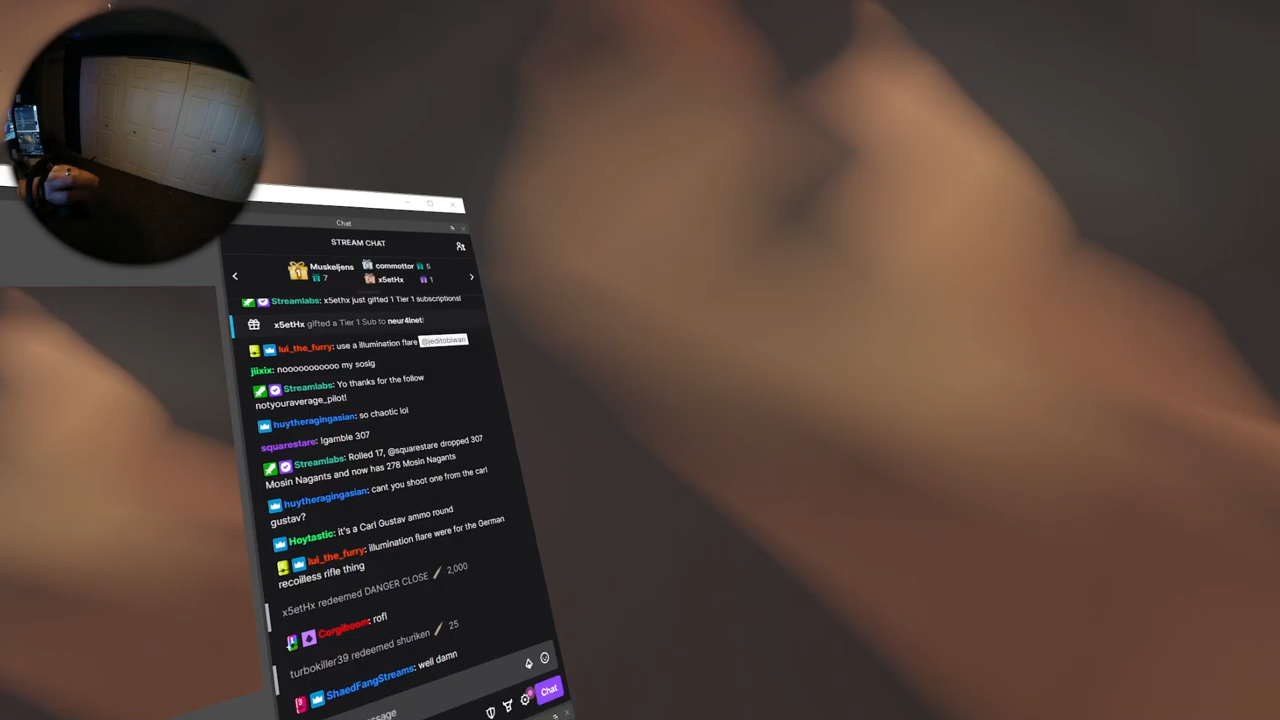 Chat
STREAM CHAT
Muskeljens
7
commottor 5
x5etHx 1
Streamlabs: x5ethx just gifted 1 Tier 1 subscriptions!
x5etHx gifted a Tier 1 Sub to neur4lnet!
lui_the_furry: use a illumination flare @jeditobiwan
jiixix: nooooooooooo my sosig
Streamlabs: Yo thanks for the follow
notyouraverage_pilot!
huytheragingasian: so chaotic lol
squarestare: !gamble 307
Streamlabs: Rolled 17, @squarestare dropped 307
Mosin Nagants and now has 278 Mosin Nagants
huytheragingasian: cant you shoot one from the carl
gustav?
Hoytastic: it's a Carl Gustav ammo round
lui_the_furry: illumination flare were for the German
recoilless rifle thing
x5etHx redeemed DANGER CLOSE 2,000
Corgiboom: rofl
turbokiller39 redeemed shuriken 25
ShaedFangStreams: well damn
Chat